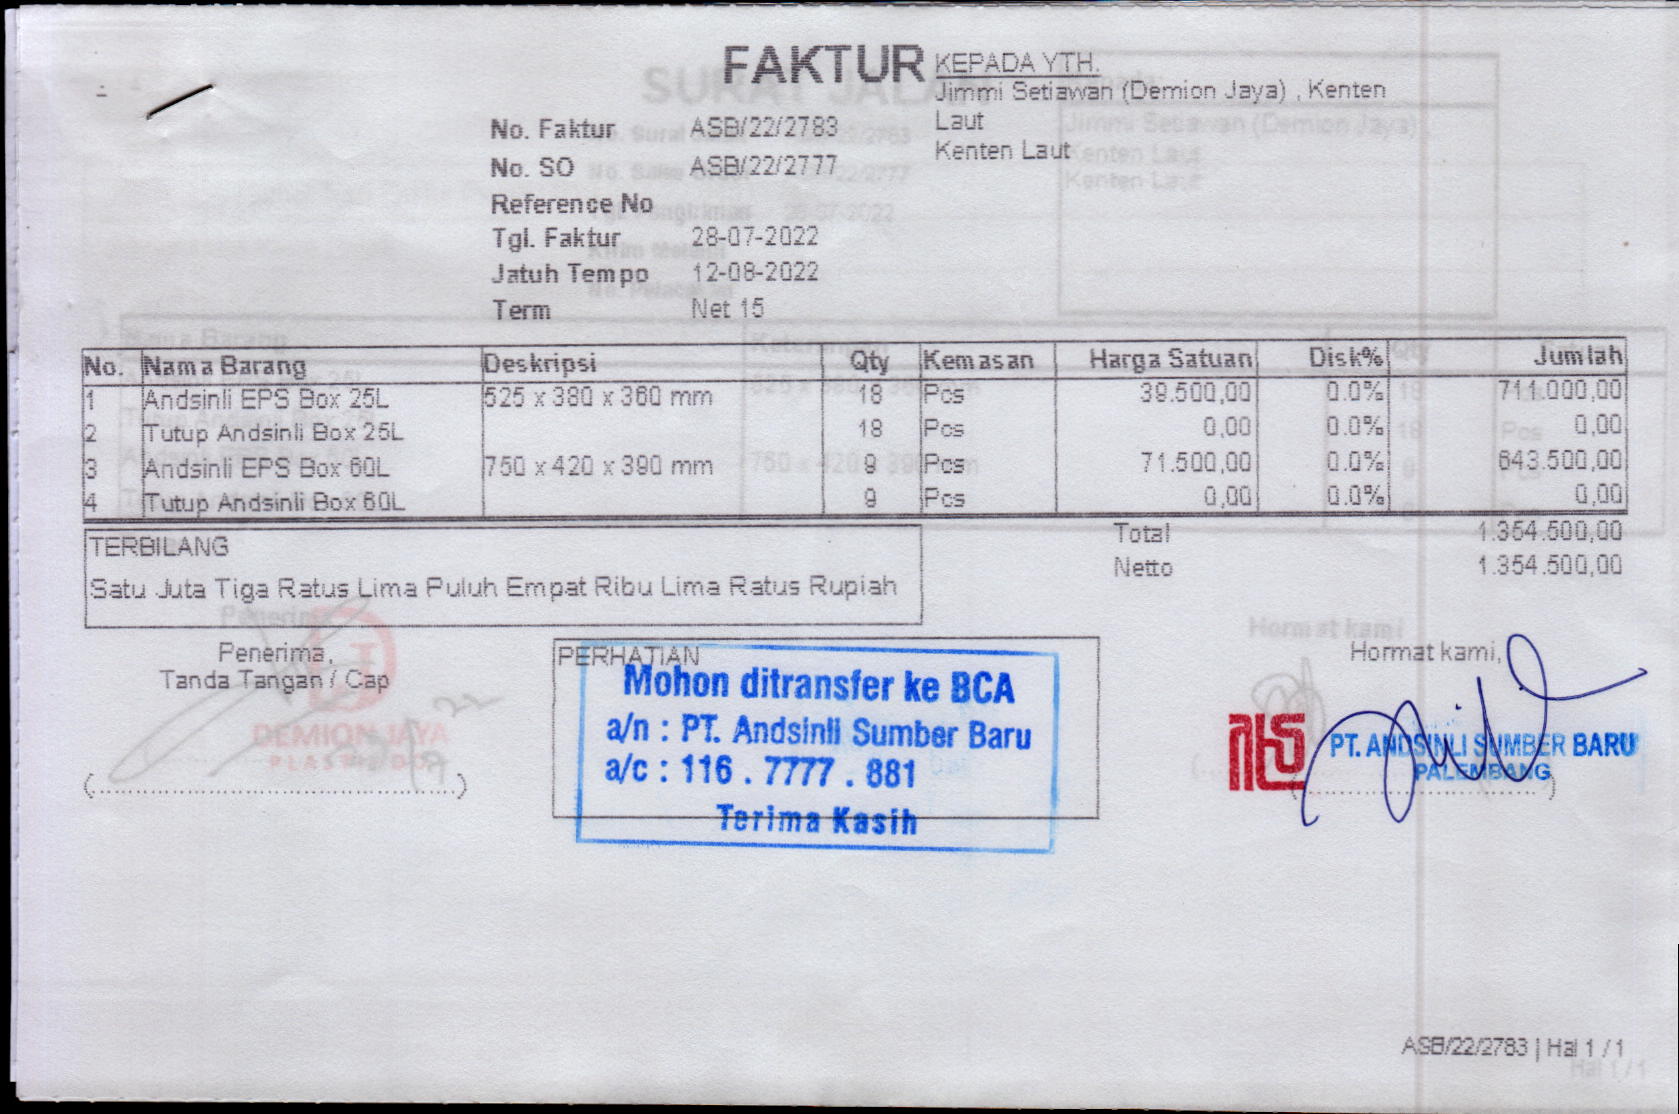 FAKTUR
KEPADA YTH.
Jimmi Setiawan (Demion Jaya) , Kenten
Laut
Kenten Laut
No. Faktur ASB/22/2783
No. SO ASB/22/2777
Reference No
Tgl. Faktur 28-07-2022
Jatuh Tempo 12-08-2022
Term Net 15
No. Nama Barang Deskripsi Qty Kemasan Harga Satuan Disk% Jumlah
1 Andsinli EPS Box 25L 525 x 380 x 360 mm 18 Pcs 39.500,00 0.0% 711.000,00
2 Tutup Andsinli Box 25L 18 Pcs 0,00 0.0% 0,00
3 Andsinli EPS Box 60L 750 x 420 x 390 mm 9 Pcs 71.500,00 0.0% 643.500,00
4 Tutup Andsinli Box 60L 9 Pcs 0,00 0.0% 0,00
Total 1.354.500,00
Netto 1.354.500,00
TERBILANG
Satu Juta Tiga Ratus Lima Puluh Empat Ribu Lima Ratus Rupiah
Penerima,
Tanda Tangan / Cap
DEMION JAYA
PERHATIAN
Mohon ditransfer ke BCA
a/n : PT. Andsinli Sumber Baru
a/c : 116 . 7777 . 881
Terima Kasih
Hormat kami,
PT. ANDSINLI SUMBER BARU
PALEMBANG
ASB/22/2783 | Hal 1 / 1